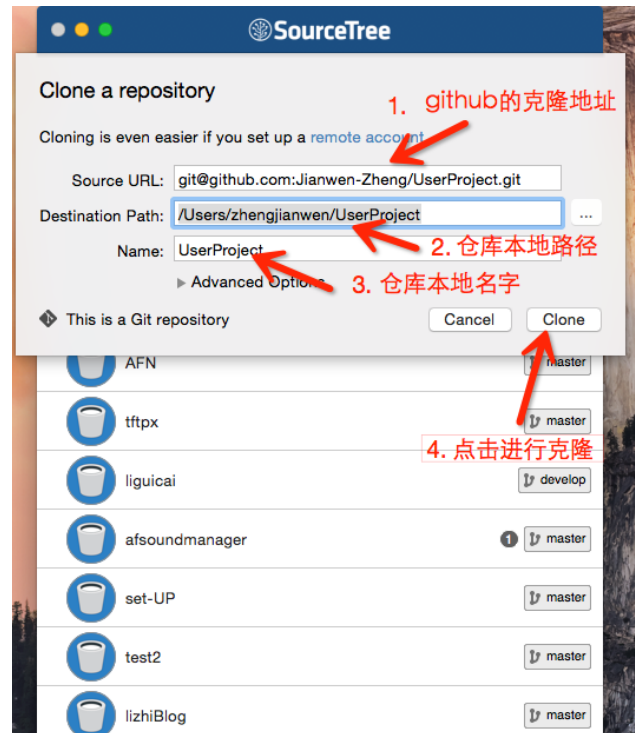 SourceTree
Clone a repository
1. github的克隆地址
Cloning is even easier if you set up a remote account
Source URL: git@github.com:Jianwen-Zheng/UserProject.git
Destination Path: /Users/zhengjianwen/UserProject ...
2. 仓库本地路径
Name: UserProject
Advanced Options
3. 仓库本地名字
This is a Git repository
Cancel Clone
AFN master
tftpx master
4. 点击进行克隆
liguicai develop
afsoundmanager 1 master
set-UP master
test2 master
lizhiBlog master